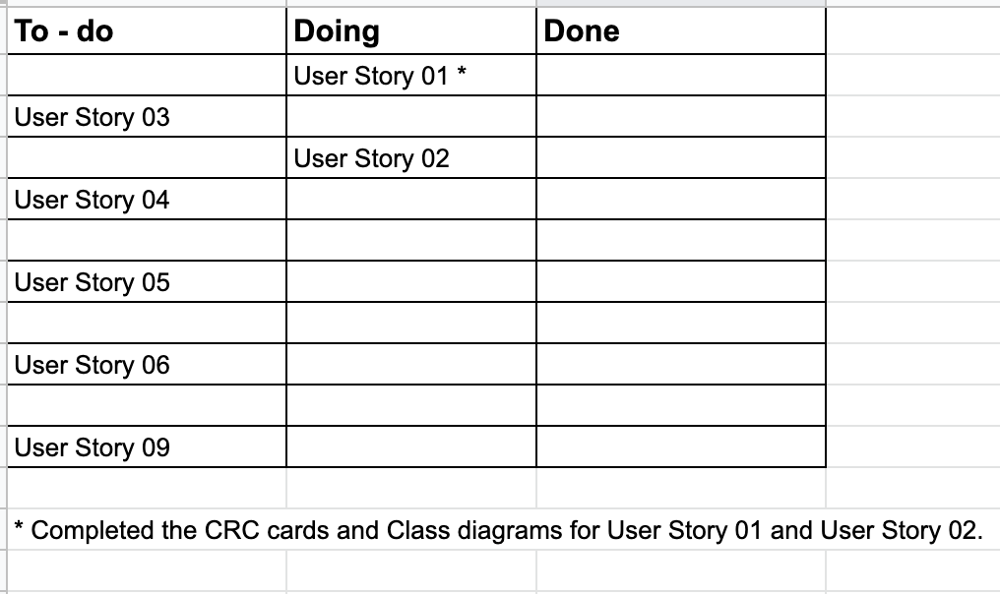 To - do Doing Done
User Story 01 *
User Story 03
User Story 02
User Story 04
User Story 05
User Story 06
User Story 09
* Completed the CRC cards and Class diagrams for User Story 01 and User Story 02.